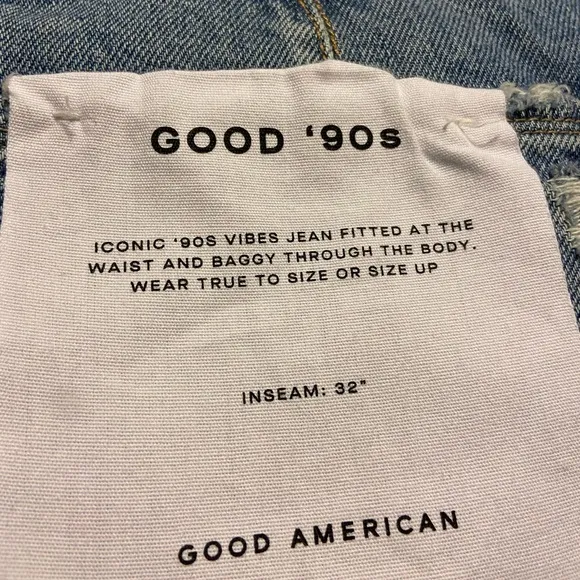 GOOD '90s
ICONIC '90S VIBES JEAN FITTED AT THE
WAIST AND BAGGY THROUGH THE BODY.
WEAR TRUE TO SIZE OR SIZE UP
INSEAM: 32"
GOOD AMERICAN